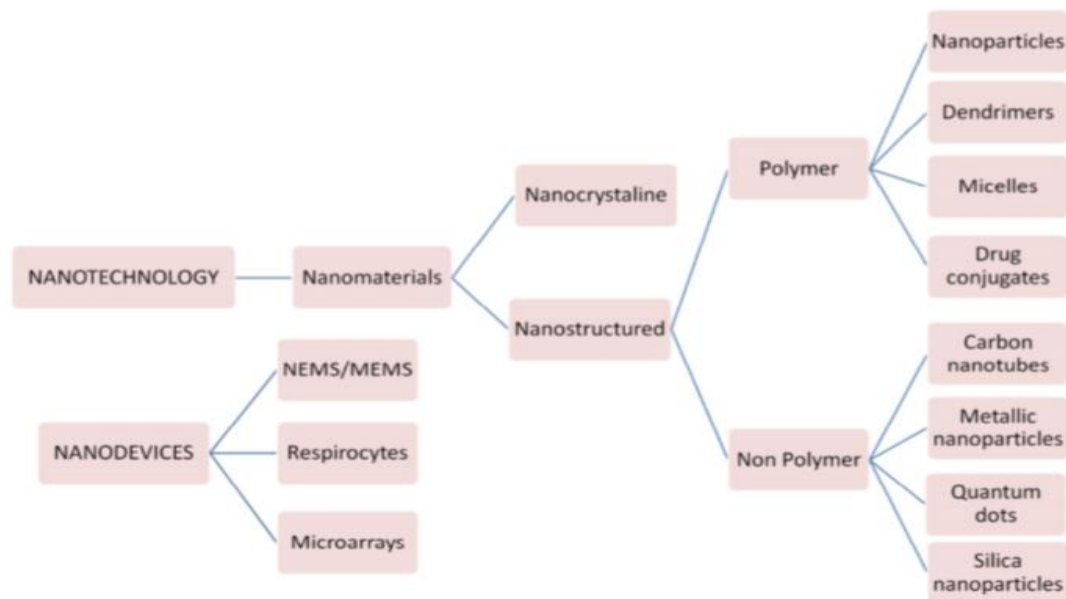 NANOTECHNOLOGY
Nanomaterials
Nanocrystaline
Nanostructured
Polymer
Nanoparticles
Dendrimers
Micelles
Drug
conjugates
Non Polymer
Carbon
nanotubes
Metallic
nanoparticles
Quantum
dots
Silica
nanoparticles
NANODEVICES
NEMS/MEMS
Respirocytes
Microarrays